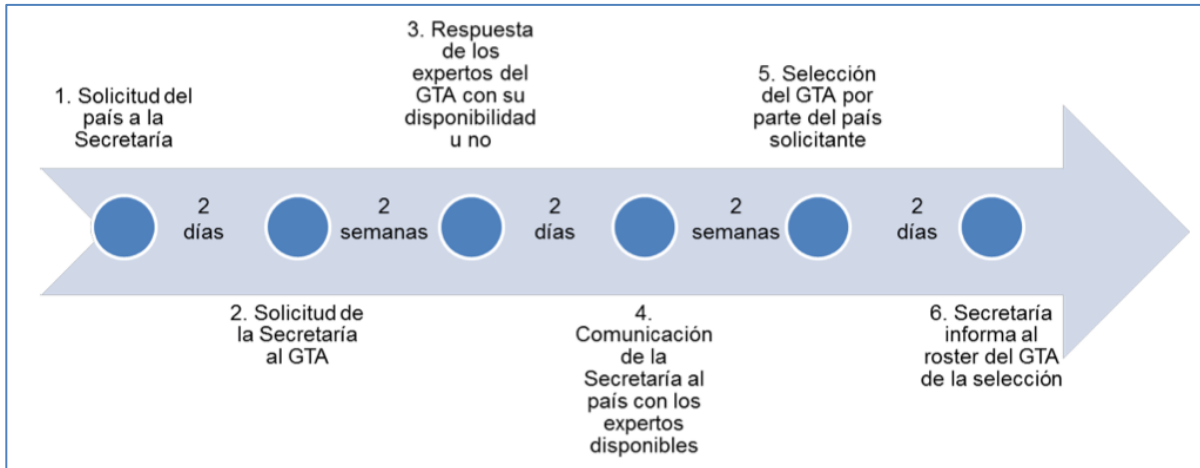 1. Solicitud del
país a la
Secretaría
2
días
2. Solicitud de
la Secretaría
al GTA
2
semanas
3. Respuesta
de los
expertos del
GTA con su
disponibilidad
u no
2
días
4.
Comunicación
de la
Secretaría al
país con los
expertos
disponibles
2
semanas
5. Selección
del GTA por
parte del país
solicitante
2
días
6. Secretaría
informa al
roster del GTA
de la selección